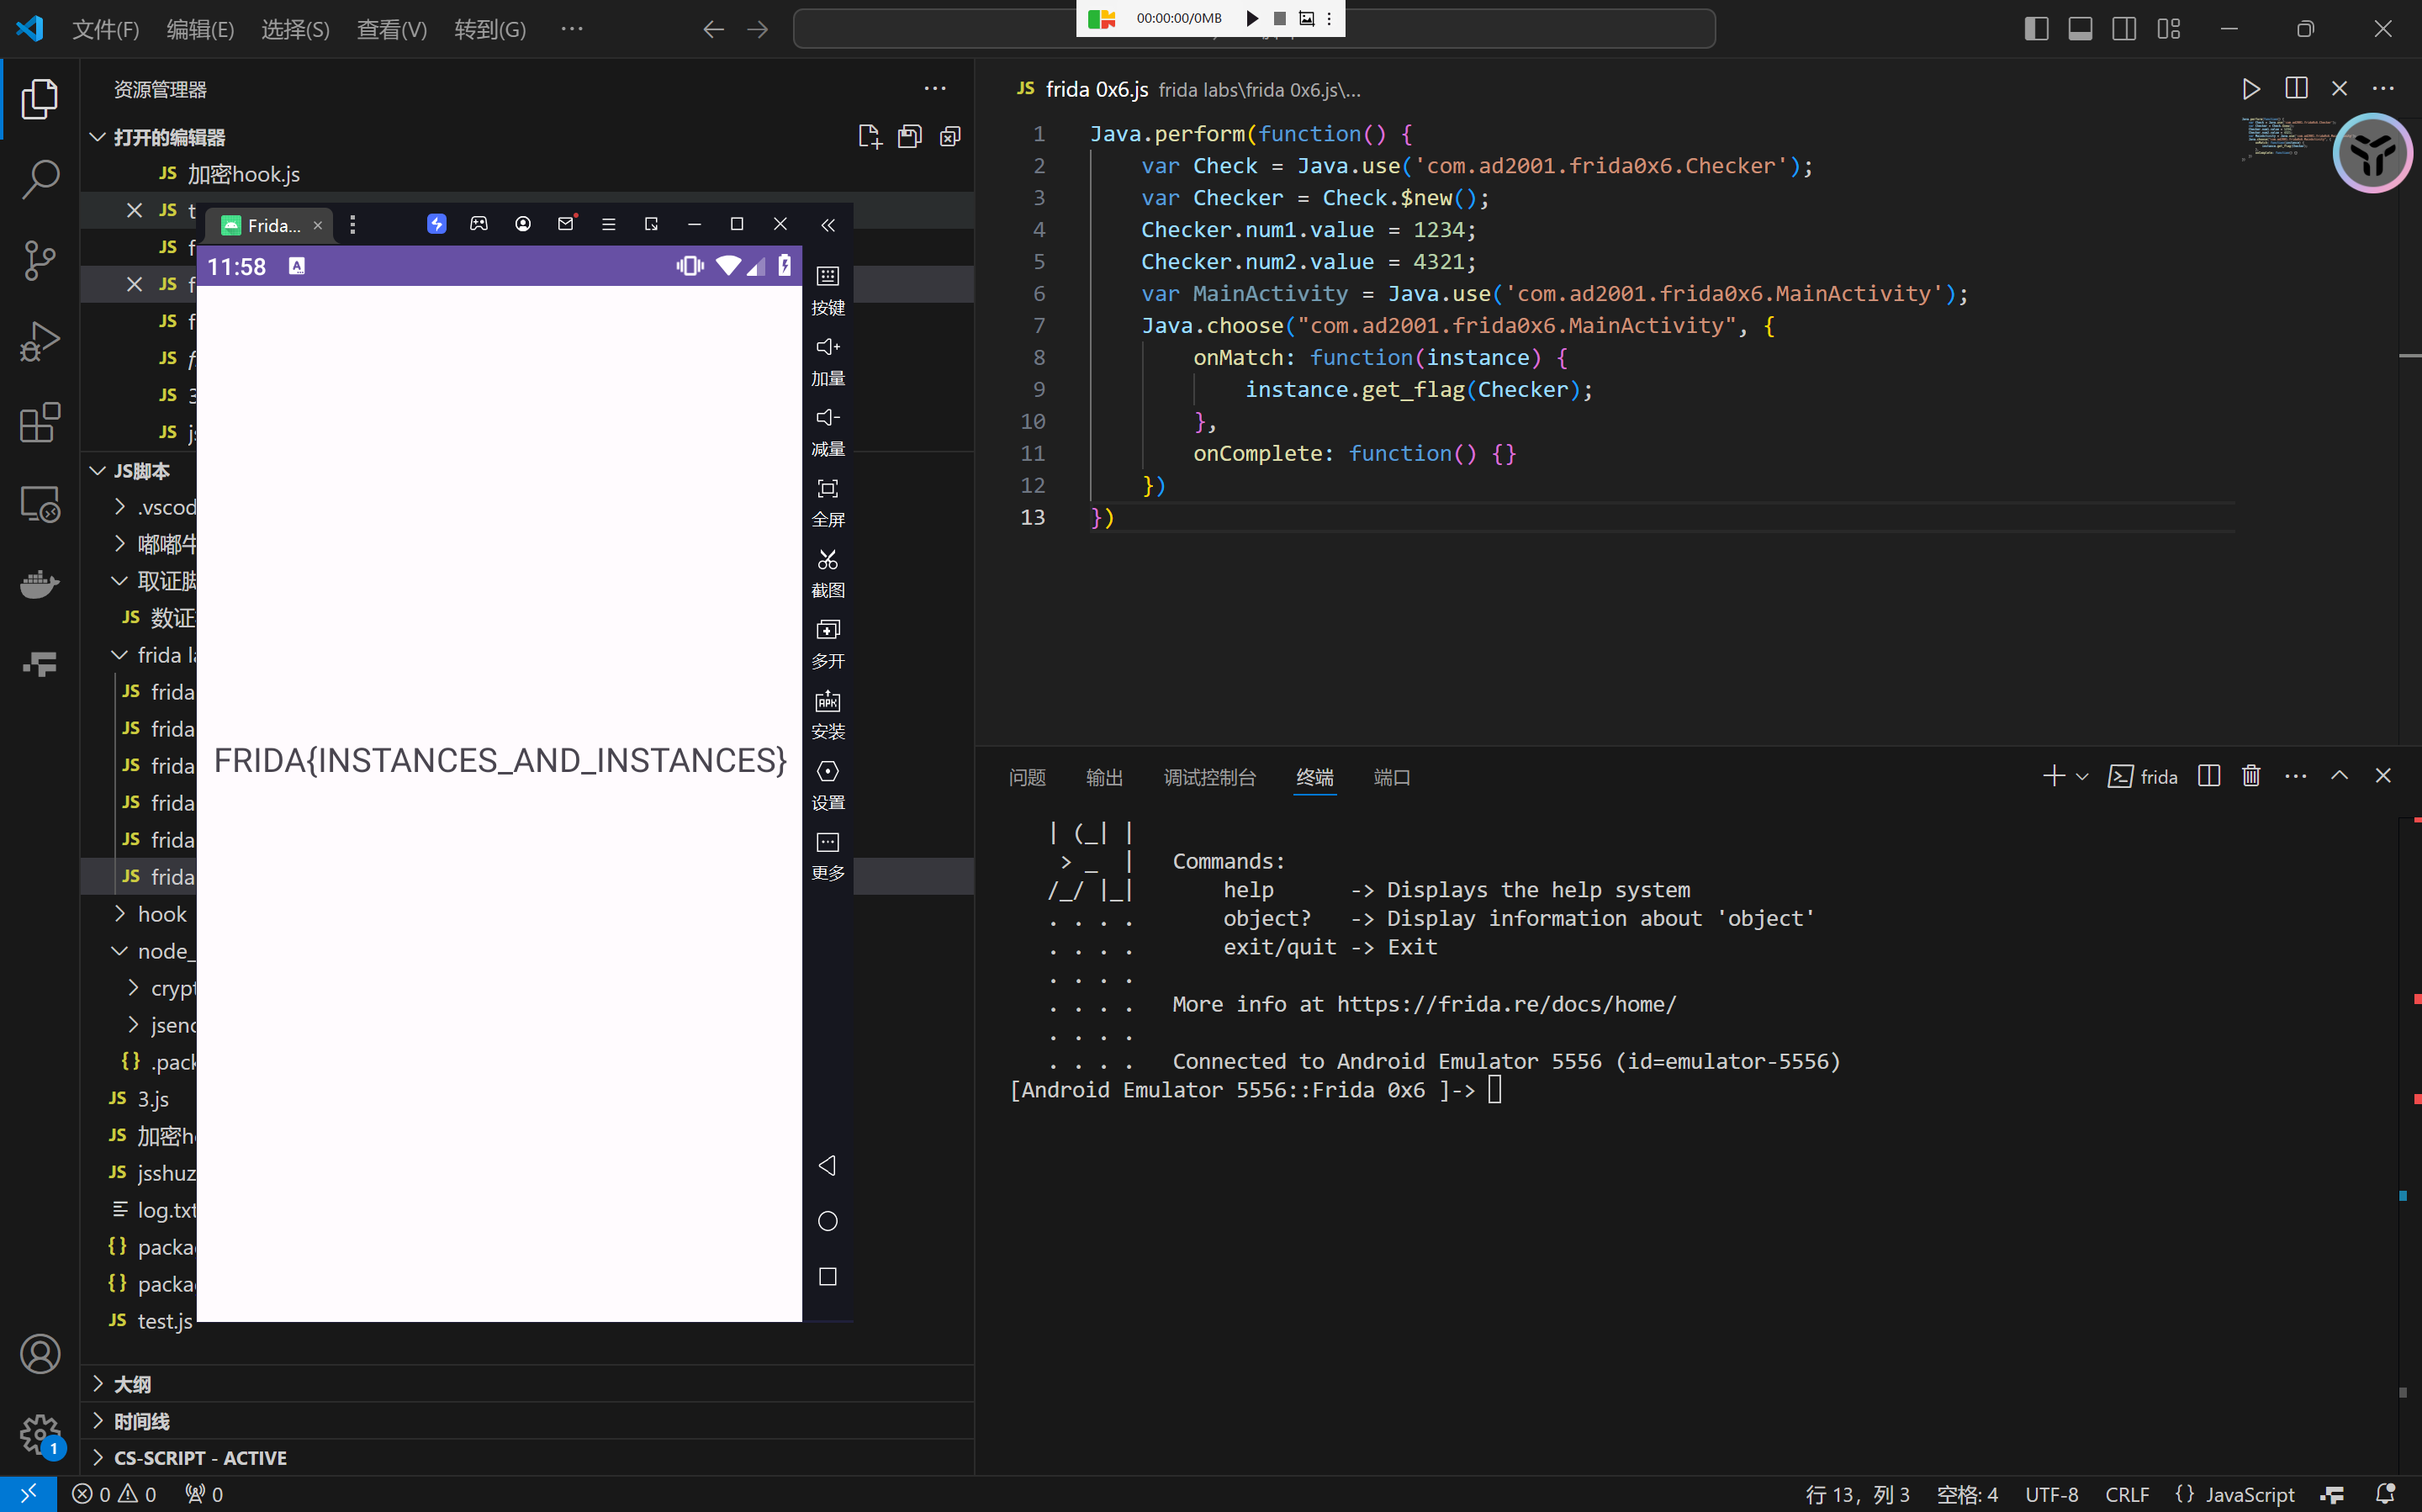 文件(F) 编辑(E) 选择(S) 查看(V) 转到(G) ···
00:00:00/0MB
资源管理器
打开的编辑器
JS 加密hook.js
JS
JS
JS
JS
JS
JS
JS
JS脚本
.vscod
嘟嘟牛
取证脚
JS 数证
frida la
JS frida
JS frida
JS frida
JS frida
JS frida
JS frida
hook
node_
crypt
jsenc
{} .pack
JS 3.js
JS 加密ho
JS jsshuz
log.txt
{} packa
{} packa
JS test.js
大纲
时间线
CS-SCRIPT - ACTIVE
Frida...
11:58
FRIDA{INSTANCES_AND_INSTANCES}
按键
加量
减量
全屏
截图
多开
APK
安装
设置
更多
JS frida 0x6.js frida labs\frida 0x6.js\...
1 Java.perform(function() {
2 var Check = Java.use('com.ad2001.frida0x6.Checker');
3 var Checker = Check.$new();
4 Checker.num1.value = 1234;
5 Checker.num2.value = 4321;
6 var MainActivity = Java.use('com.ad2001.frida0x6.MainActivity');
7 Java.choose("com.ad2001.frida0x6.MainActivity", {
8 onMatch: function(instance) {
9 instance.get_flag(Checker);
10 },
11 onComplete: function() {}
12 })
13 })
问题 输出 调试控制台 终端 端口
frida
| (_| |
> _ | Commands:
/_/ |_| help -> Displays the help system
. . . . object? -> Display information about 'object'
. . . . exit/quit -> Exit
. . . .
. . . . More info at https://frida.re/docs/home/
. . . .
. . . . Connected to Android Emulator 5556 (id=emulator-5556)
[Android Emulator 5556::Frida 0x6 ]->
1
0 0 0
行 13，列 3 空格: 4 UTF-8 CRLF {} JavaScript